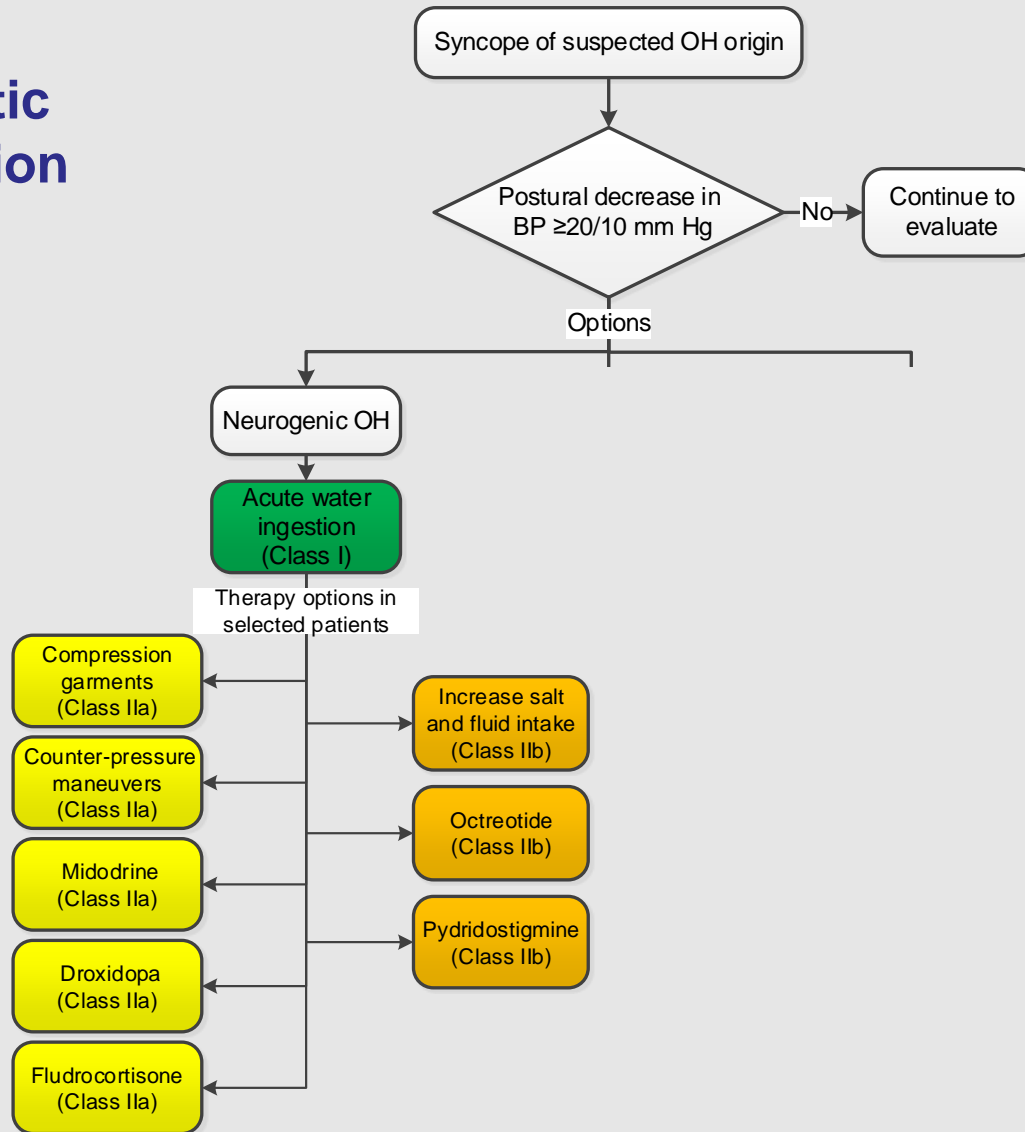 tic
ion
Syncope of suspected OH origin
Postural decrease in
BP ≥20/10 mm Hg
No
Continue to
evaluate
Options
Neurogenic OH
Acute water
ingestion
(Class I)
Therapy options in
selected patients
Compression
garments
(Class IIa)
Increase salt
and fluid intake
(Class IIb)
Counter-pressure
maneuvers
(Class IIa)
Octreotide
(Class IIb)
Midodrine
(Class IIa)
Pydridostigmine
(Class IIb)
Droxidopa
(Class IIa)
Fludrocortisone
(Class IIa)